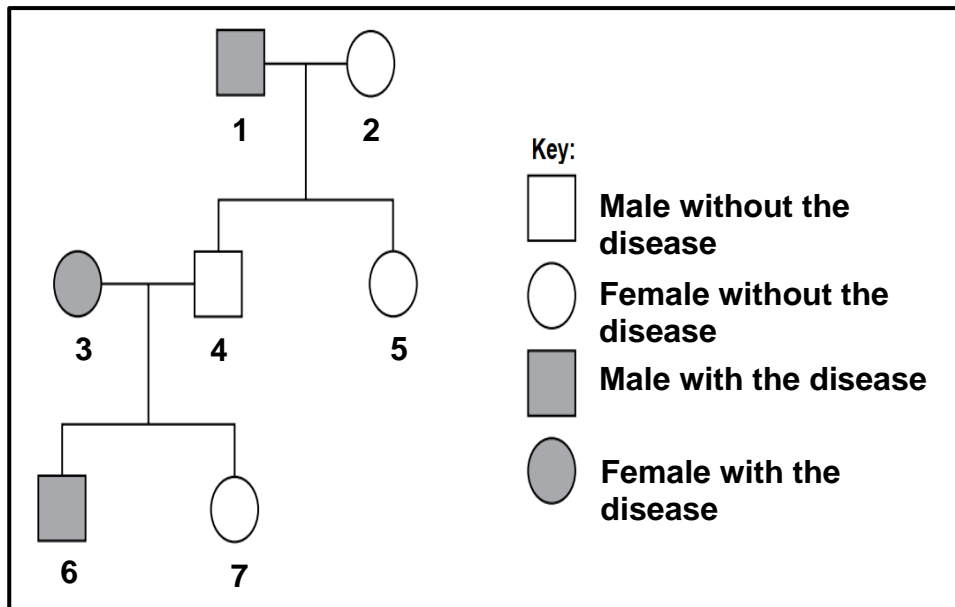 1
2
Key:
Male without the
disease
Female without the
disease
3
4
5
Male with the disease
Female with the
disease
6
7